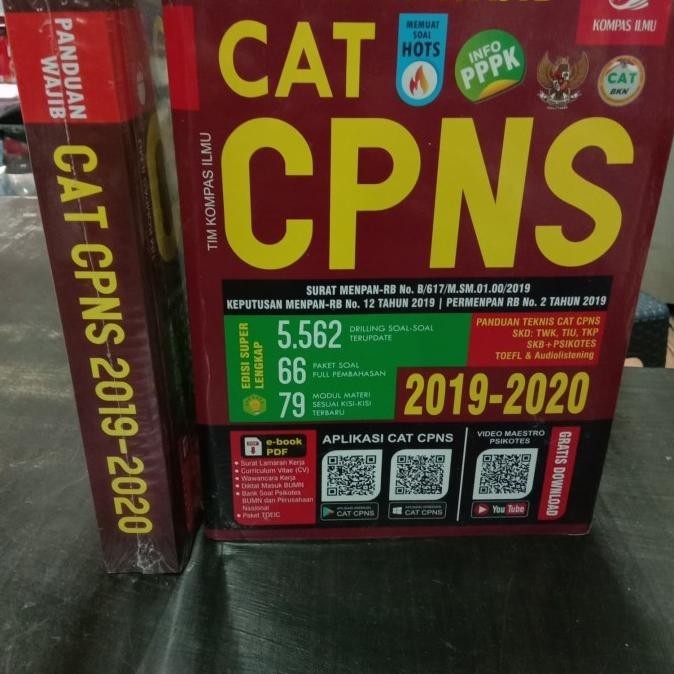 PANDUAN
WAJIB
CAT CPNS 2019-2020
CAT
MEMUAT
SOAL
HOTS
INFO
PPPK
CAT
BKN
KOMPAS ILMU
TIM KOMPAS ILMU
CPNS
SURAT MENPAN-RB No. B/617/M.SM.01.00/2019
KEPUTUSAN MENPAN-RB No. 12 TAHUN 2019 | PERMENPAN RB No. 2 TAHUN 2019
EDISI SUPER
LENGKAP
5.562 DRILLING SOAL-SOAL
TERUPDATE
66 PAKET SOAL
FULL PEMBAHASAN
79 MODUL MATERI
SESUAI KISI-KISI
TERBARU
PANDUAN TEKNIS CAT CPNS
SKD: TWK, TIU, TKP
SKB+PSIKOTES
TOEFL & Audiolistening
2019-2020
e-book
PDF
• Surat Lamaran Kerja
• Curriculum Vitae (CV)
• Wawancara Kerja
• Diktat Masuk BUMN
• Bank Soal Psikotes
BUMN dan Perusahaan
Nasional
• Paket TOEIC
APLIKASI CAT CPNS
CAT CPNS
CAT CPNS
VIDEO MAESTRO
PSIKOTES
YouTube
GRATIS DOWNLOAD